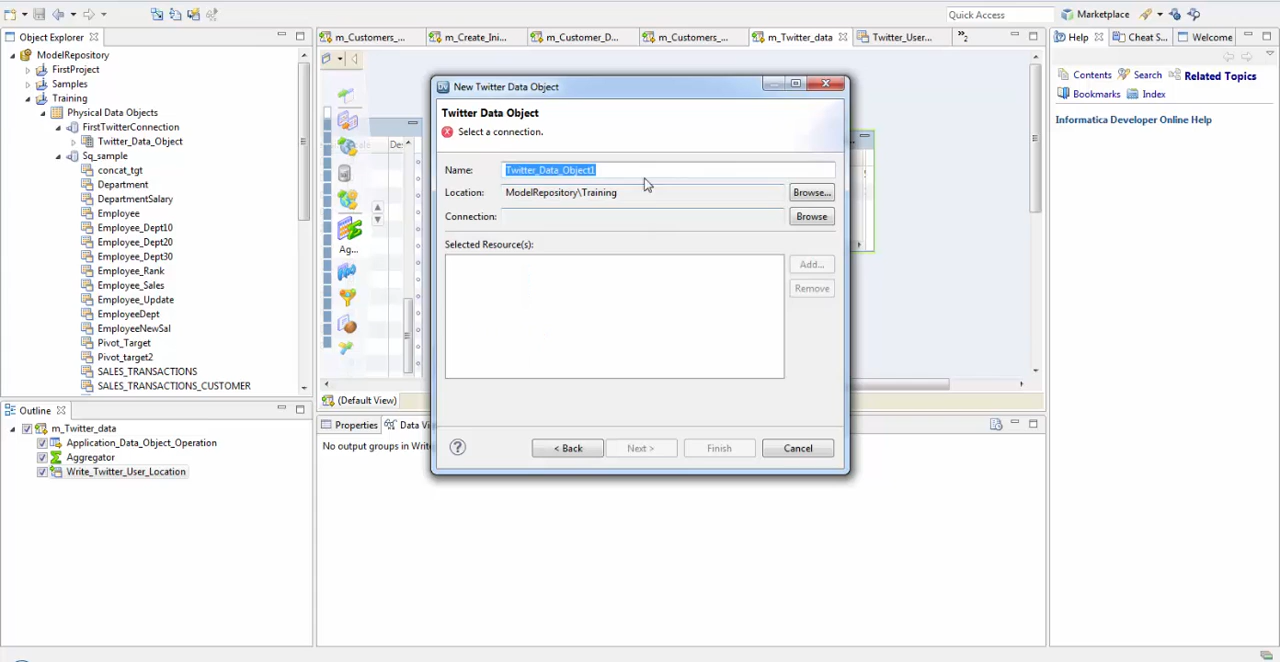 Quick Access
Marketplace
Object Explorer
ModelRepository
FirstProject
Samples
Training
Physical Data Objects
FirstTwitterConnection
Twitter_Data_Object
Sq_sample
concat_tgt
Department
DepartmentSalary
Employee
Employee_Dept10
Employee_Dept20
Employee_Dept30
Employee_Rank
Employee_Sales
Employee_Update
EmployeeDept
EmployeeNewSal
Pivot_Target
Pivot_target2
SALES_TRANSACTIONS
SALES_TRANSACTIONS_CUSTOMER
Outline
m_Twitter_data
Application_Data_Object_Operation
Aggregator
Write_Twitter_User_Location
m_Customers_...
m_Create_Ini...
m_Customer_D...
m_Customers_...
m_Twitter_data
Twitter_User...
»2
De
Ag...
(Default View)
New Twitter Data Object
Twitter Data Object
Select a connection.
Name: Twitter_Data_Object1
Location: ModelRepository\Training Browse...
Connection: Browse
Selected Resource(s):
Add...
Remove
< Back
Next >
Finish
Cancel
Properties
Data Vi
No output groups in Writ
Help
Cheat S...
Welcome
Contents Search Related Topics
Bookmarks Index
Informatica Developer Online Help